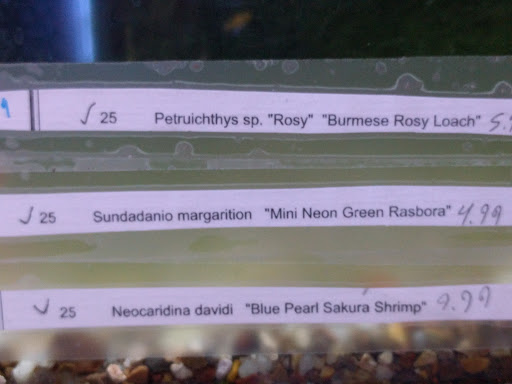 √ 25 Petruichthys sp. "Rosy" "Burmese Rosy Loach"
√ 25 Sundadanio margarition "Mini Neon Green Rasbora" 4.99
√ 25 Neocaridina davidi "Blue Pearl Sakura Shrimp" 9.99